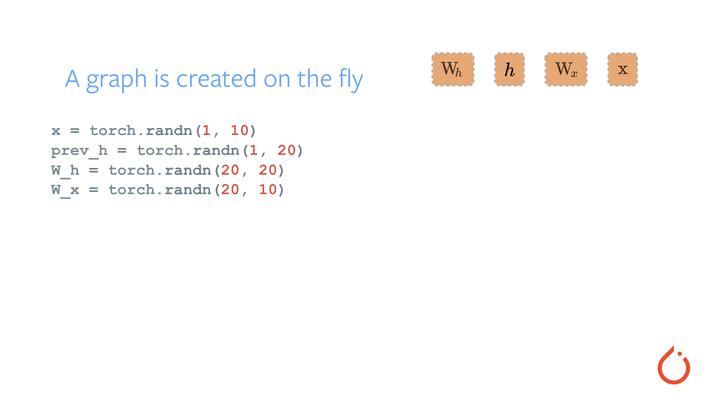 A graph is created on the fly
W_h h W_x x
x = torch.randn(1, 10)
prev_h = torch.randn(1, 20)
W_h = torch.randn(20, 20)
W_x = torch.randn(20, 10)